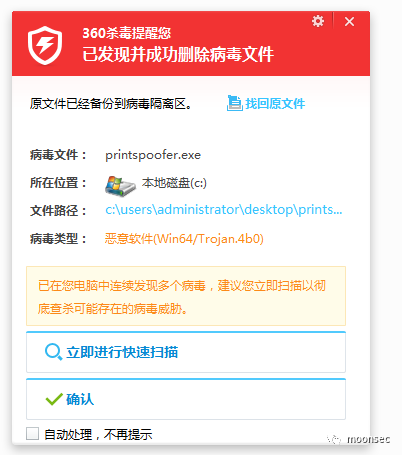 360杀毒提醒您
已发现并成功删除病毒文件
原文件已经备份到病毒隔离区。 找回原文件
病毒文件： printspoofer.exe
所在位置： 本地磁盘(c:)
文件路径： c:\users\administrator\desktop\prints...
病毒类型： 恶意软件(Win64/Trojan.4b0)
已在您电脑中连续发现多个病毒，建议您立即扫描以彻
底查杀可能存在的病毒威胁。
立即进行快速扫描
确认
自动处理，不再提示
moonsec